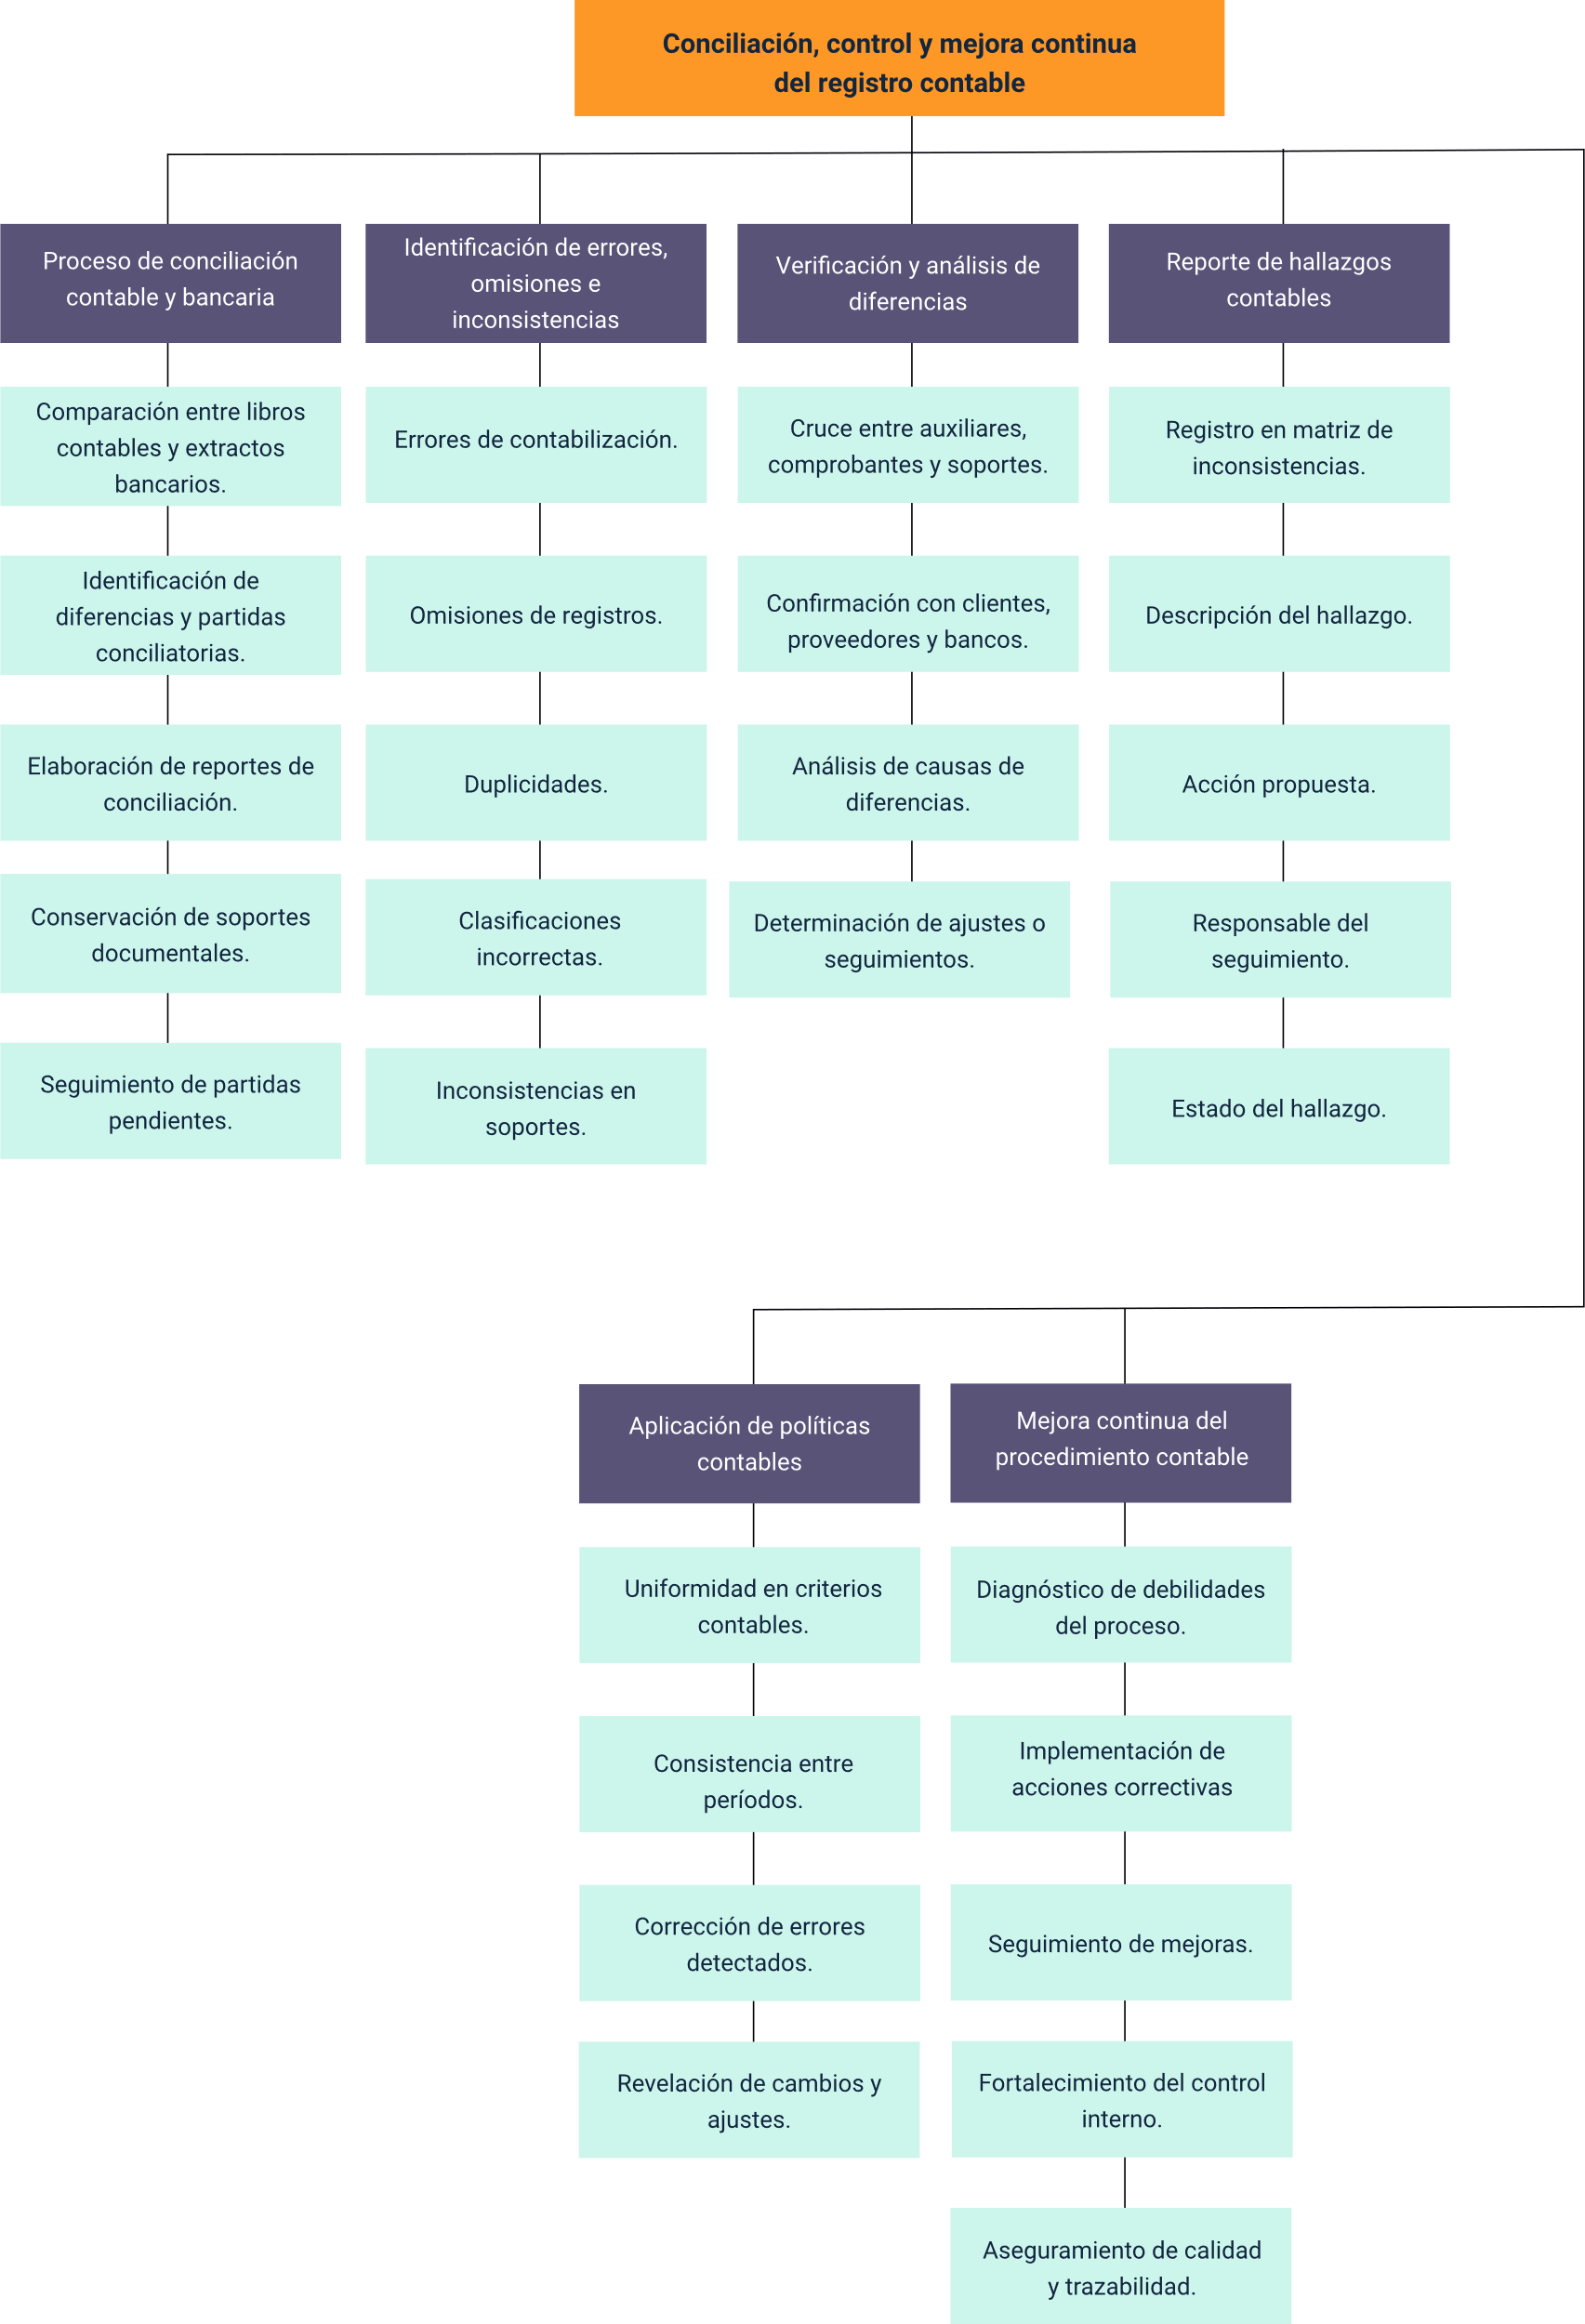 Conciliación, control y mejora continua
del registro contable
Proceso de conciliación
contable y bancaria
Comparación entre libros
contables y extractos
bancarios.
Identificación de
diferencias y partidas
conciliatorias.
Elaboración de reportes de
conciliación.
Conservación de soportes
documentales.
Seguimiento de partidas
pendientes.
Identificación de errores,
omisiones e
inconsistencias
Errores de contabilización.
Omisiones de registros.
Duplicidades.
Clasificaciones
incorrectas.
Inconsistencias en
soportes.
Verificación y análisis de
diferencias
Cruce entre auxiliares,
comprobantes y soportes.
Confirmación con clientes,
proveedores y bancos.
Análisis de causas de
diferencias.
Determinación de ajustes o
seguimientos.
Reporte de hallazgos
contables
Registro en matriz de
inconsistencias.
Descripción del hallazgo.
Acción propuesta.
Responsable del
seguimiento.
Estado del hallazgo.
Aplicación de políticas
contables
Uniformidad en criterios
contables.
Consistencia entre
períodos.
Corrección de errores
detectados.
Revelación de cambios y
ajustes.
Mejora continua del
procedimiento contable
Diagnóstico de debilidades
del proceso.
Implementación de
acciones correctivas
Seguimiento de mejoras.
Fortalecimiento del control
interno.
Aseguramiento de calidad
y trazabilidad.